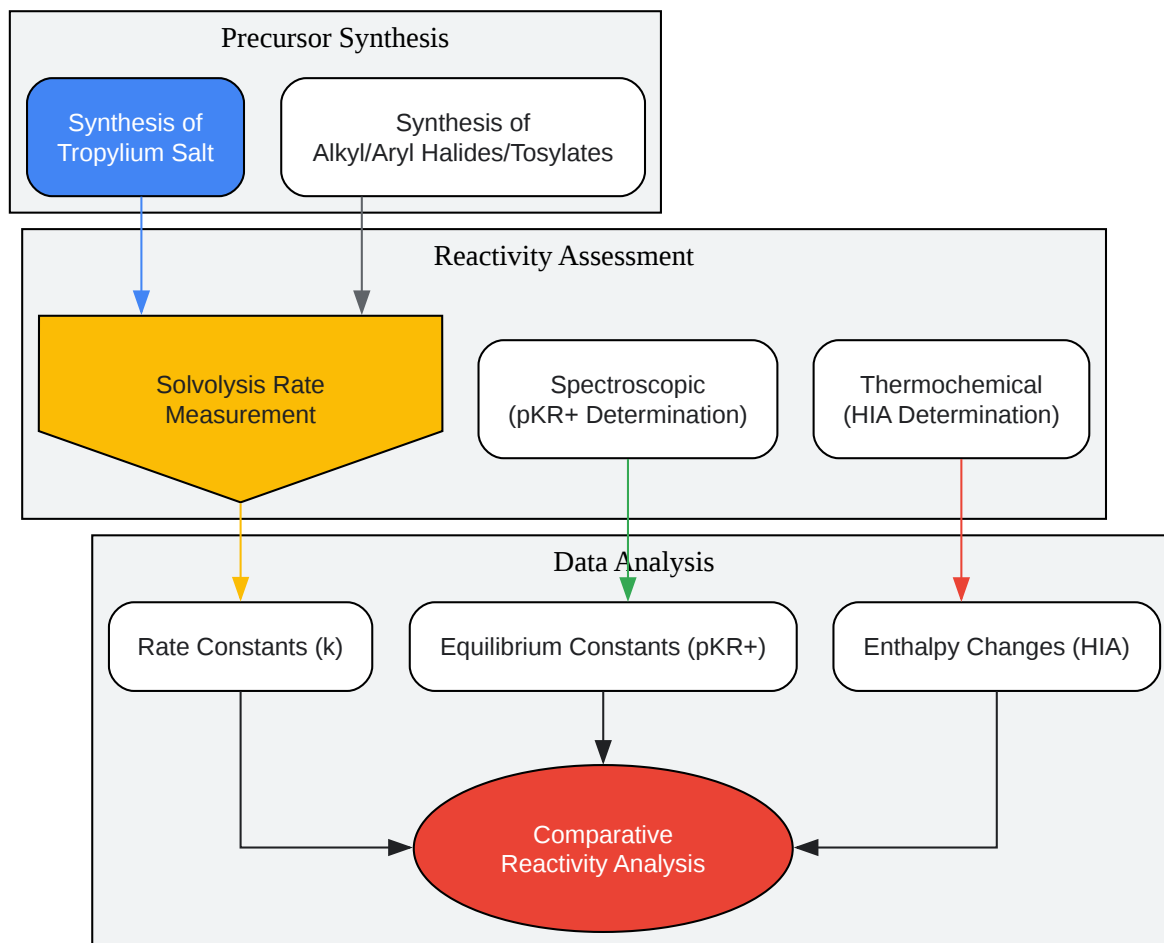 Precursor Synthesis
Synthesis of
Tropylium Salt
Synthesis of
Alkyl/Aryl Halides/Tosylates
Reactivity Assessment
Solvolysis Rate
Measurement
Spectroscopic
(pKR+ Determination)
Thermochemical
(HIA Determination)
Data Analysis
Rate Constants (k)
Equilibrium Constants (pKR+)
Enthalpy Changes (HIA)
Comparative
Reactivity Analysis